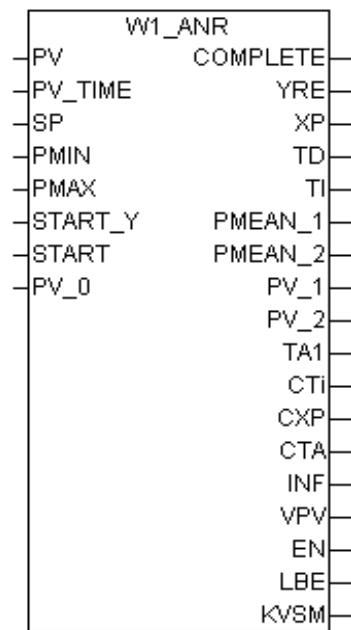 W1_ANR
PV COMPLETE
PV_TIME YRE
SP XP
PMIN TD
PMAX TI
START_Y PMEAN_1
START PMEAN_2
PV_0 PV_1
PV_2
TA1
CTi
CXP
CTA
INF
VPV
EN
LBE
KVSM